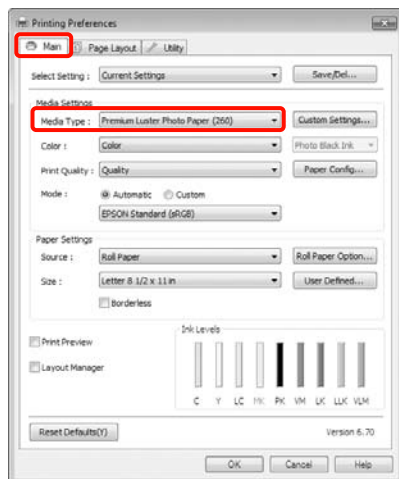 Printing Preferences
Main Page Layout Utility
Select Setting : Current Settings Save/Del...
Media Settings
Media Type : Premium Luster Photo Paper (260) Custom Settings...
Color : Color Photo Black Ink
Print Quality : Quality Paper Config...
Mode : Automatic Custom
EPSON Standard (sRGB)
Paper Settings
Source : Roll Paper Roll Paper Option...
Size : Letter 8 1/2 x 11 in User Defined...
Borderless
Ink Levels
Print Preview
Layout Manager
C Y LC MK PK VM LK LLK VLM
Reset Defaults(Y) Version 6.70
OK Cancel Help